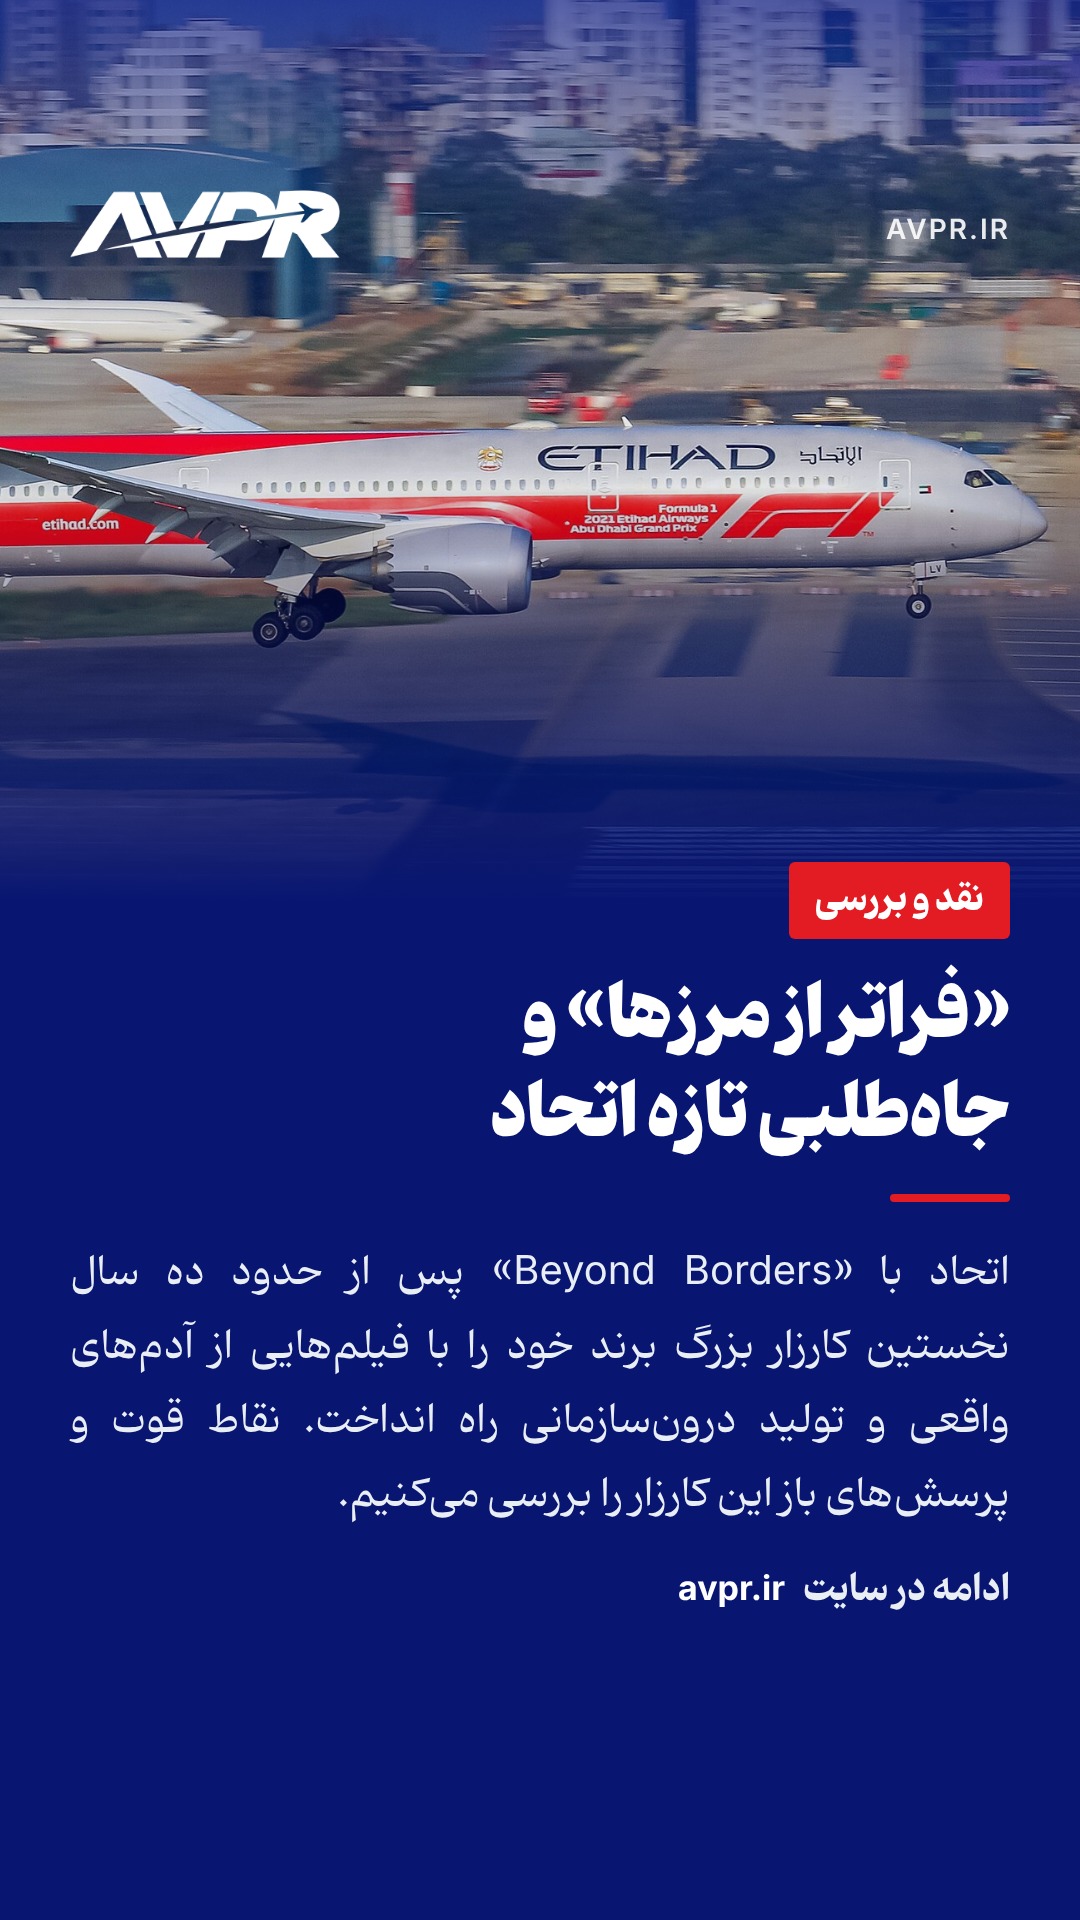 AVPR
AVPR.IR
ETIHAD الإتحاد
etihad.com
Formula 1
2021 Etihad Airways
Abu Dhabi Grand Prix
TM
LV
نقد و بررسی
«فراتر از مرزها» و
جاه‌طلبی تازه اتحاد
اتحاد با «Beyond Borders» پس از حدود ده سال
نخستین کارزار بزرگ برند خود را با فیلم‌هایی از آدم‌های
واقعی و تولید درون‌سازمانی راه انداخت. نقاط قوت و
پرسش‌های باز این کارزار را بررسی می‌کنیم.
ادامه در سایت avpr.ir